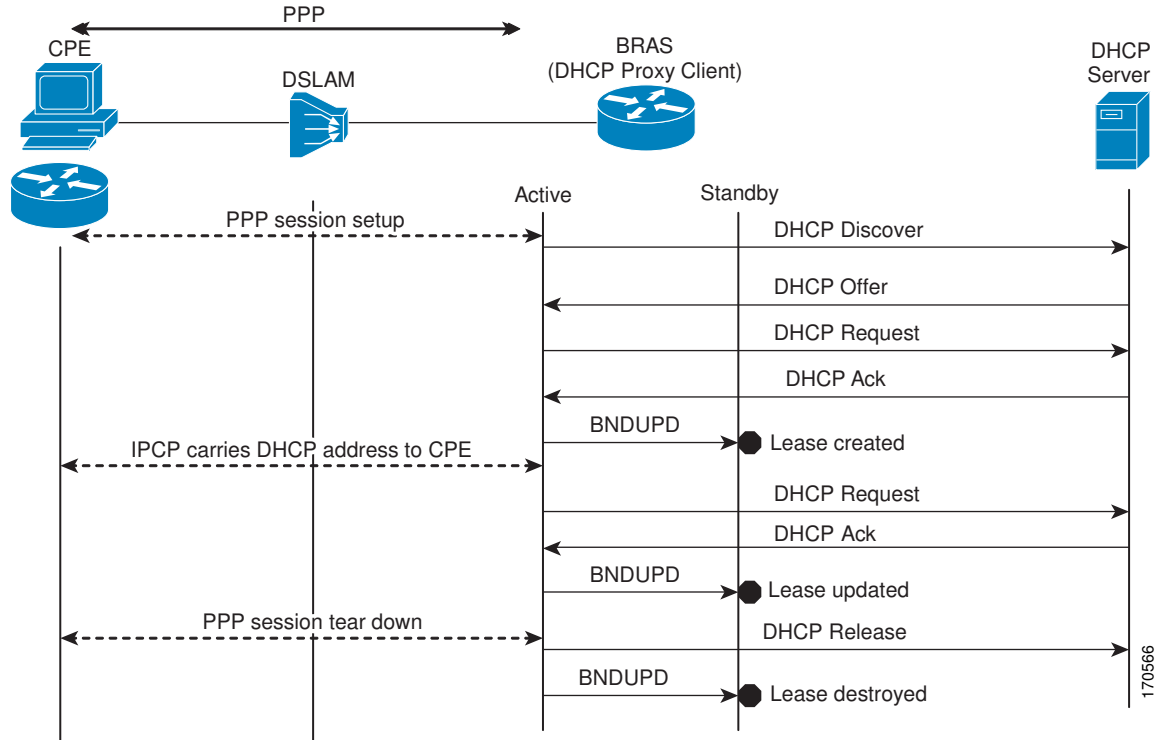 PPP
CPE
BRAS
(DHCP Proxy Client)
DHCP
Server
DSLAM
Active
Standby
PPP session setup
DHCP Discover
DHCP Offer
DHCP Request
DHCP Ack
BNDUPD
Lease created
IPCP carries DHCP address to CPE
DHCP Request
DHCP Ack
BNDUPD
Lease updated
PPP session tear down
DHCP Release
BNDUPD
Lease destroyed
170566